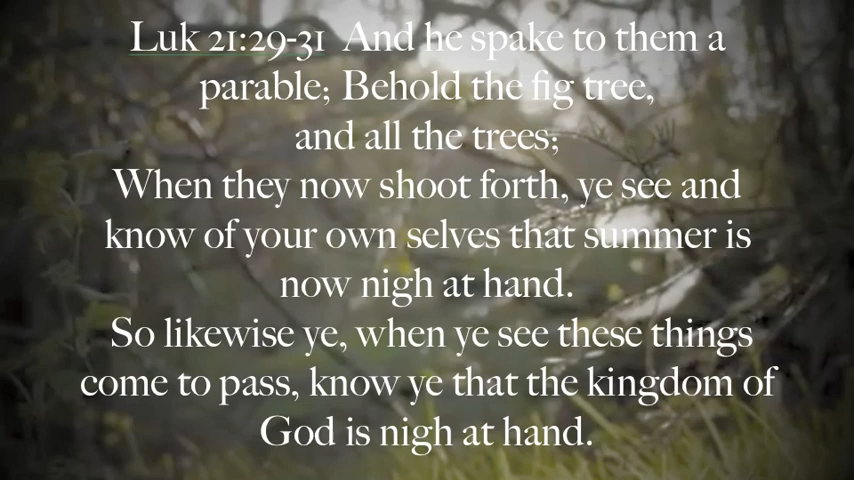 Luk 21:29-31  And he spake to them a
parable; Behold the fig tree,
and all the trees;
When they now shoot forth, ye see and
know of your own selves that summer is
now nigh at hand.
So likewise ye, when ye see these things
come to pass, know ye that the kingdom of
God is nigh at hand.